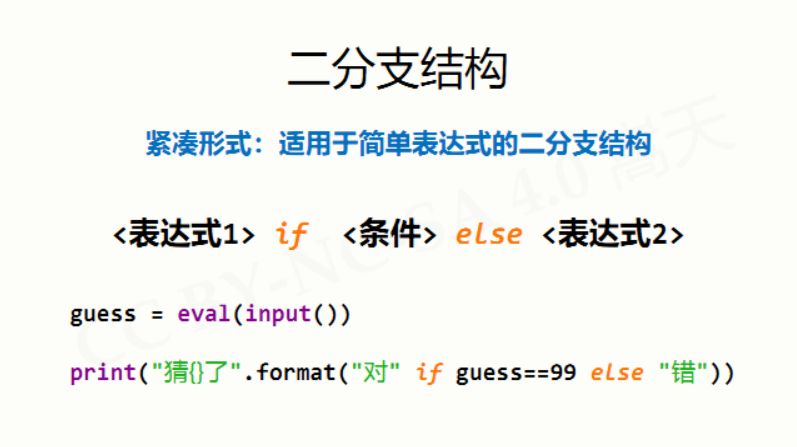 二分支结构
紧凑形式：适用于简单表达式的二分支结构
<表达式1> if <条件> else <表达式2>
guess = eval(input())
print("猜{}了".format("对" if guess==99 else "错"))
CC BY-NC-SA 4.0 嵩天